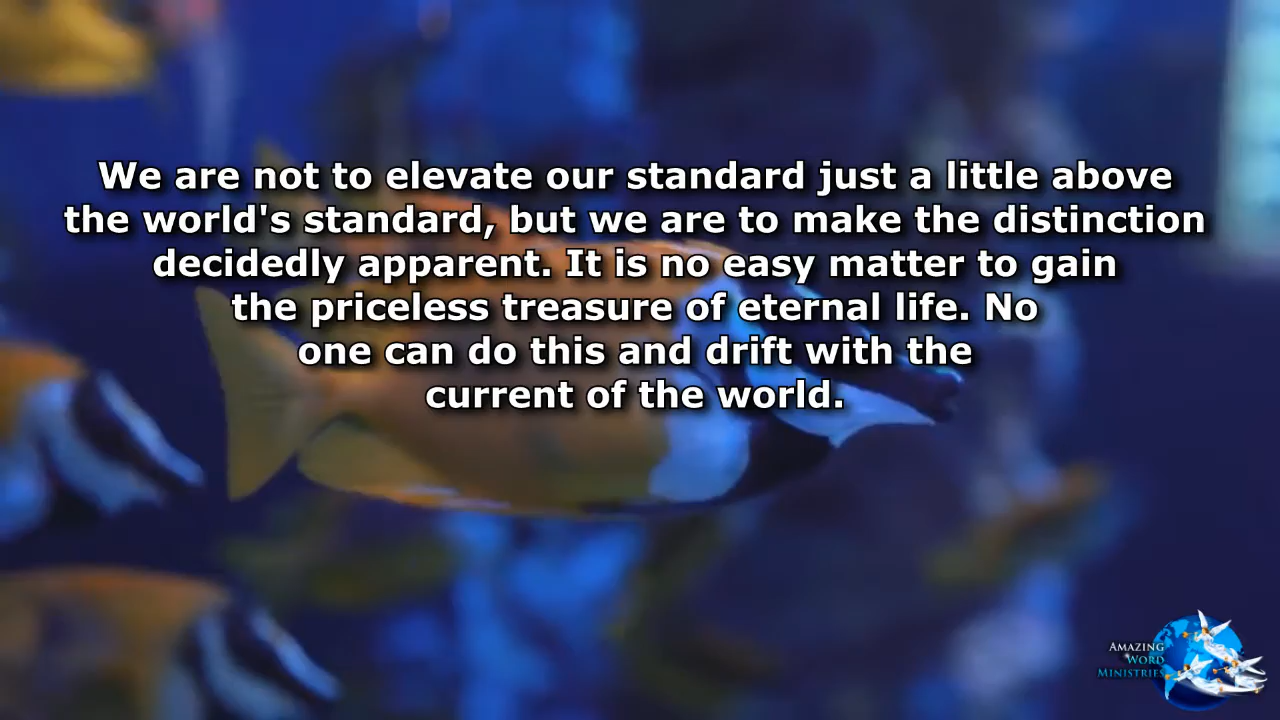 We are not to elevate our standard just a little above
the world's standard, but we are to make the distinction
decidedly apparent. It is no easy matter to gain
the priceless treasure of eternal life. No
one can do this and drift with the
current of the world.
AMAZING
WORD
MINISTRIES